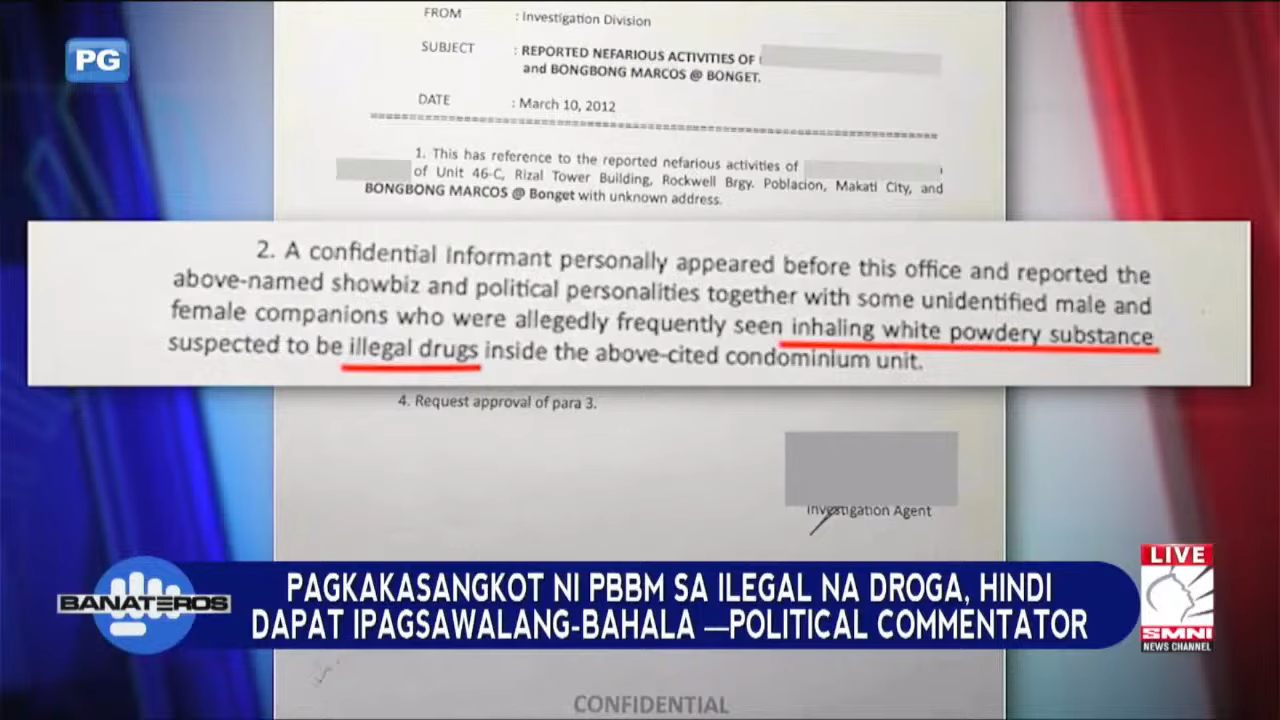 PG
FROM : Investigation Division
SUBJECT : REPORTED NEFARIOUS ACTIVITIES OF
and BONGBONG MARCOS @ BONGET.
DATE : March 10, 2012
1. This has reference to the reported nefarious activities of
of Unit 46-C, Rizal Tower Building, Rockwell Brgy. Poblacion, Makati City, and
BONGBONG MARCOS @ Bonget with unknown address.
2. A confidential Informant personally appeared before this office and reported the
above-named showbiz and political personalities together with some unidentified male and
female companions who were allegedly frequently seen inhaling white powdery substance
suspected to be illegal drugs inside the above-cited condominium unit.
4. Request approval of para 3.
Investigation Agent
BANATEROS
PAGKAKASANGKOT NI PBBM SA ILEGAL NA DROGA, HINDI
DAPAT IPAGSAWALANG-BAHALA —POLITICAL COMMENTATOR
LIVE
SMNI
NEWS CHANNEL
CONFIDENTIAL